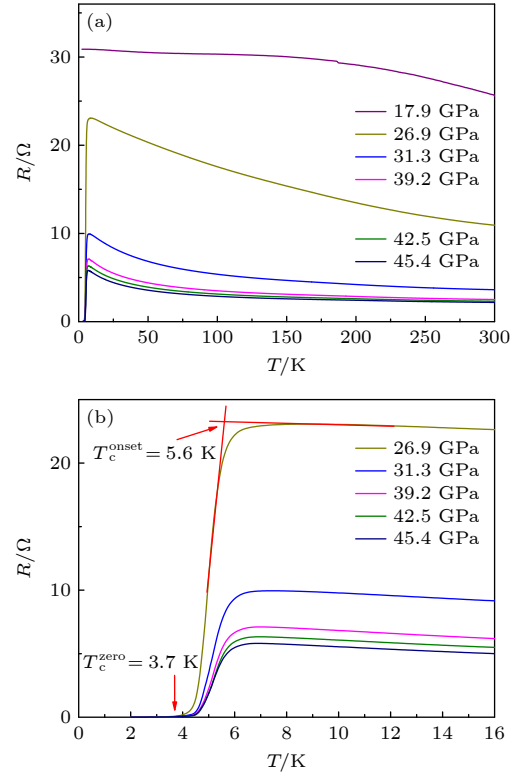 (a)
30
20
10
0
R/Ω
17.9 GPa
26.9 GPa
31.3 GPa
39.2 GPa
42.5 GPa
45.4 GPa
0 50 100 150 200 250 300
T/K
(b)
T_c^onset = 5.6 K
26.9 GPa
31.3 GPa
39.2 GPa
42.5 GPa
45.4 GPa
20
10
0
R/Ω
T_c^zero = 3.7 K
0 2 4 6 8 10 12 14 16
T/K